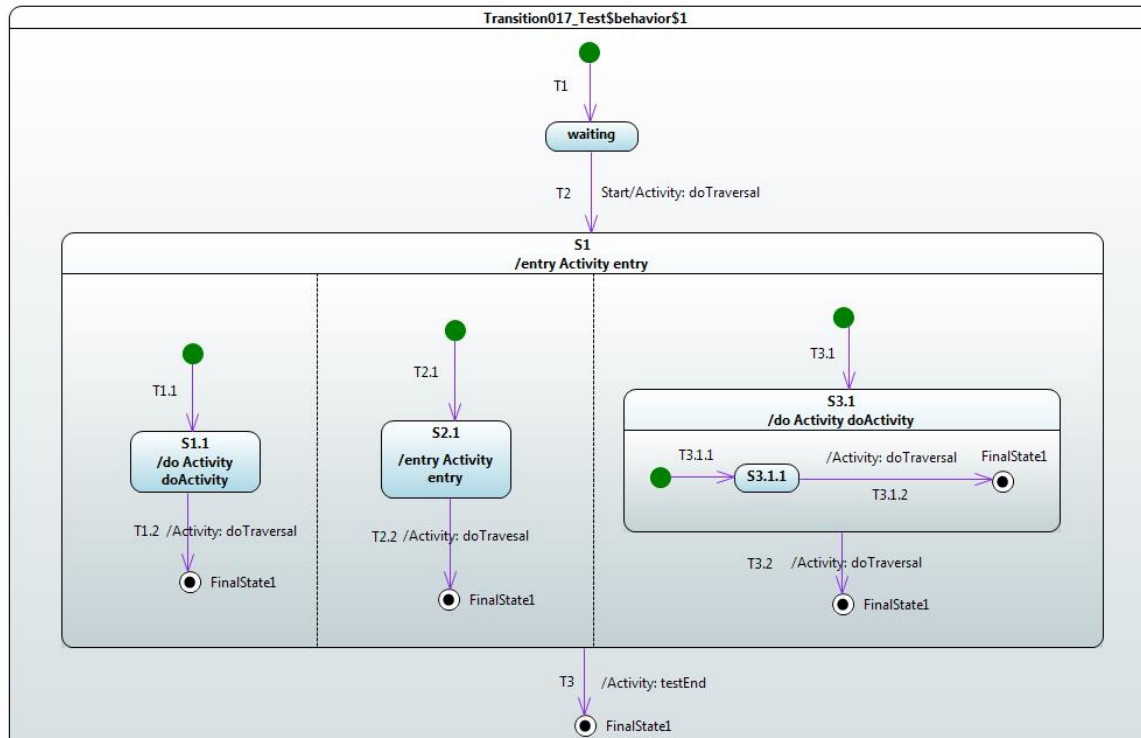 Transition017_Test$behavior$1
T1
waiting
T2 Start/Activity: doTraversal
S1
/entry Activity entry
T1.1
S1.1
/do Activity
doActivity
T1.2 /Activity: doTraversal
FinalState1
T2.1
S2.1
/entry Activity
entry
T2.2 /Activity: doTravesal
FinalState1
T3.1
S3.1
/do Activity doActivity
T3.1.1
S3.1.1
/Activity: doTraversal
T3.1.2
FinalState1
T3.2 /Activity: doTraversal
FinalState1
T3 /Activity: testEnd
FinalState1